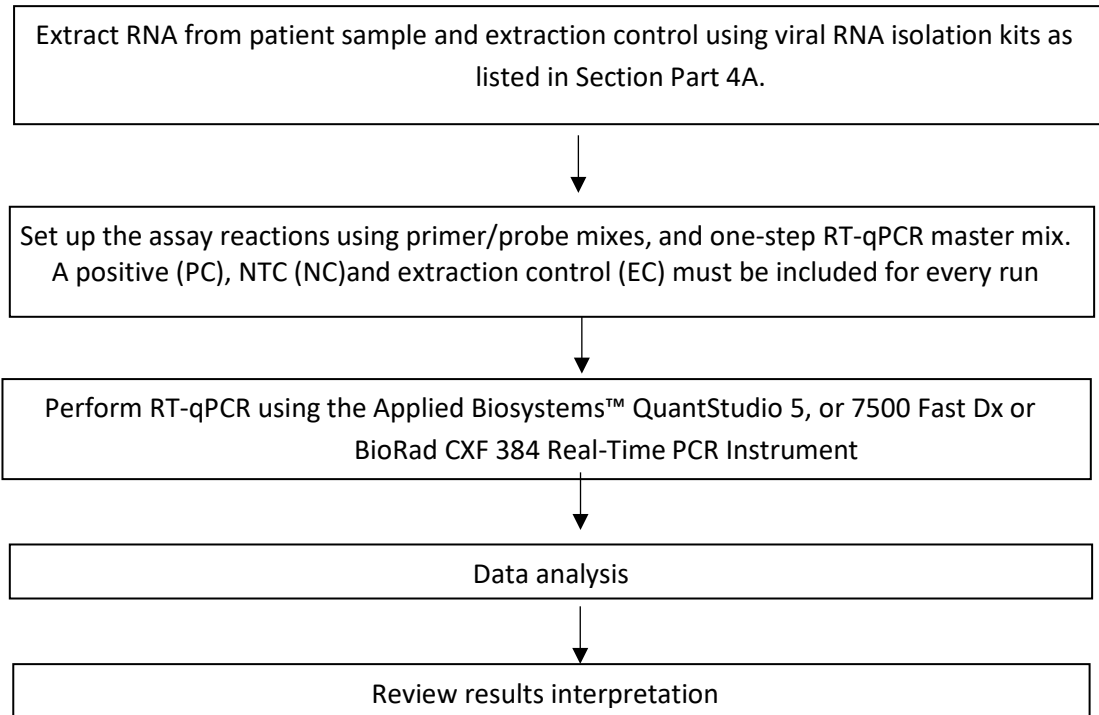 Extract RNA from patient sample and extraction control using viral RNA isolation kits as
listed in Section Part 4A.
Set up the assay reactions using primer/probe mixes, and one-step RT-qPCR master mix.
A positive (PC), NTC (NC)and extraction control (EC) must be included for every run
Perform RT-qPCR using the Applied Biosystems™ QuantStudio 5, or 7500 Fast Dx or
BioRad CXF 384 Real-Time PCR Instrument
Data analysis
Review results interpretation